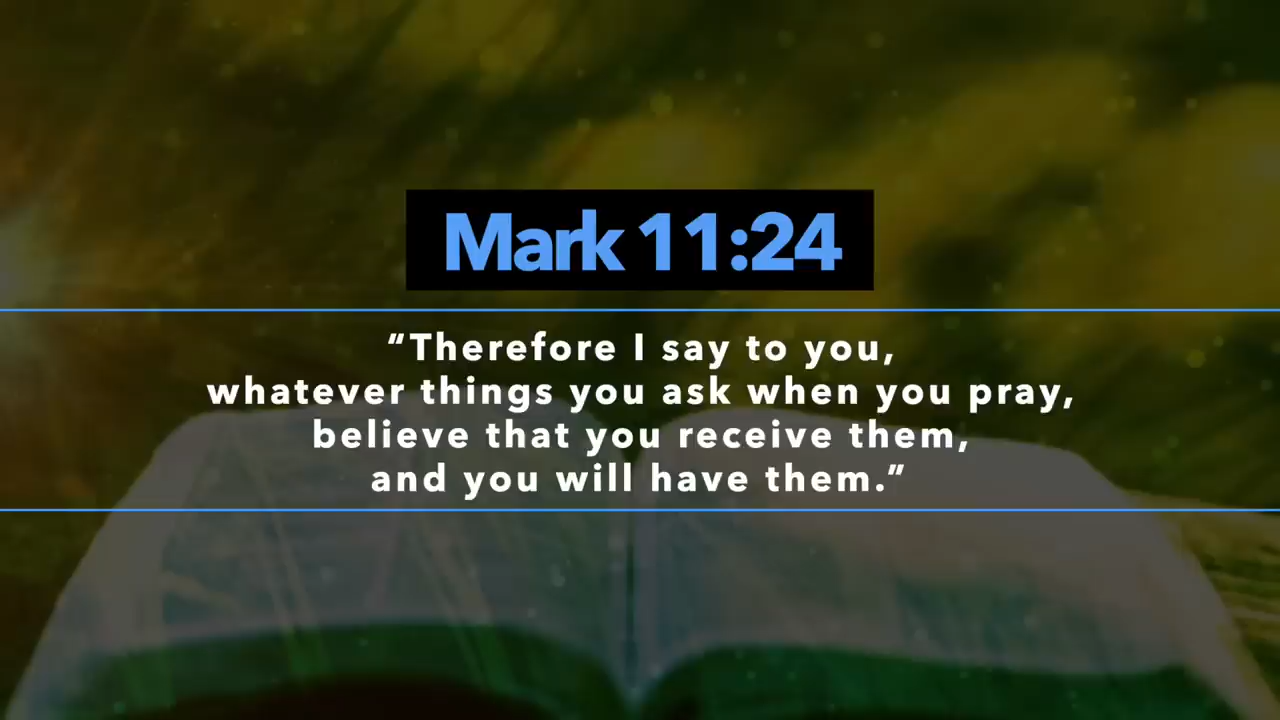 Mark 11:24
“Therefore I say to you,
whatever things you ask when you pray,
believe that you receive them,
and you will have them.”